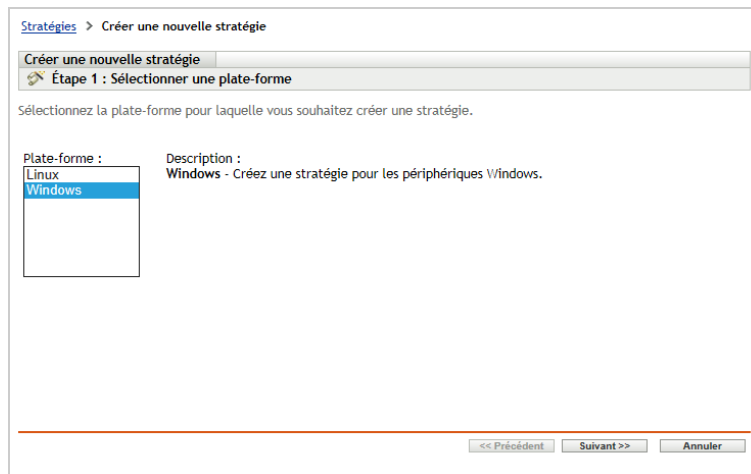 Stratégies > Créer une nouvelle stratégie
Créer une nouvelle stratégie
Étape 1 : Sélectionner une plate-forme
Sélectionnez la plate-forme pour laquelle vous souhaitez créer une stratégie.
Plate-forme :
Linux
Windows
Description :
Windows - Créez une stratégie pour les périphériques Windows.
<< Précédent Suivant >> Annuler